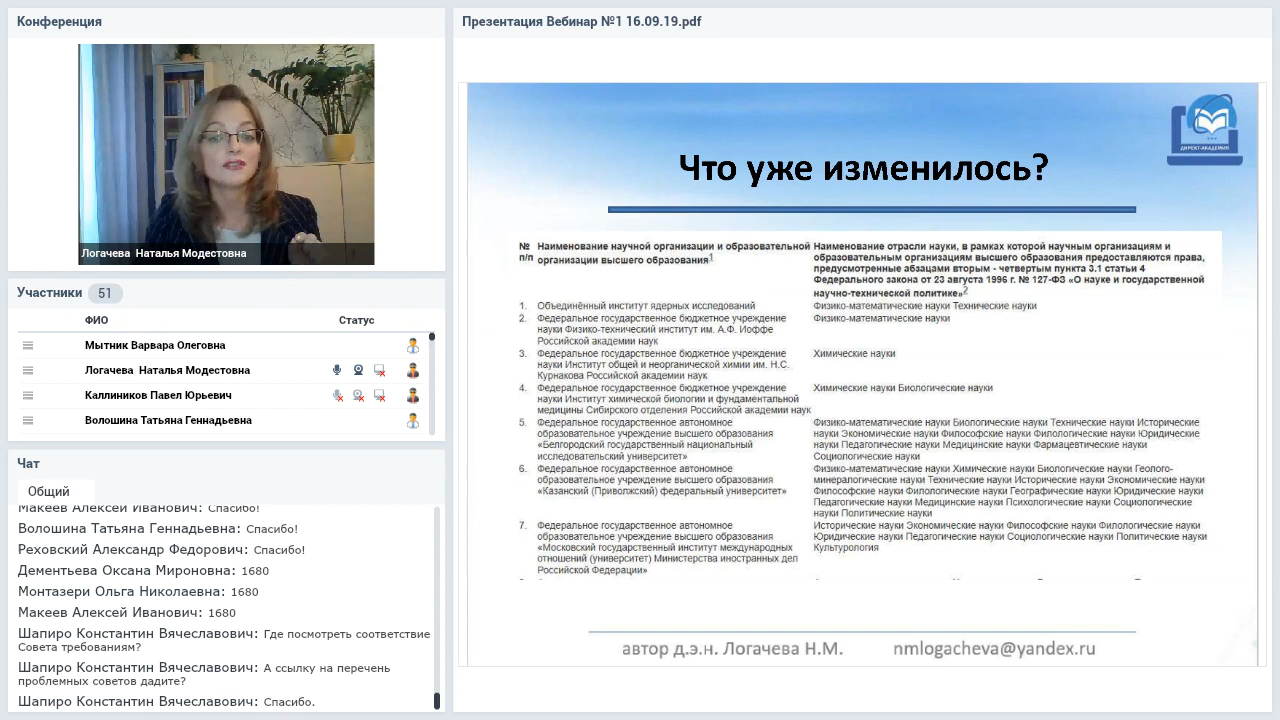 Конференция
Логачева  Наталья Модестовна
Участники 51
ФИО Статус
Мытник Варвара Олеговна
Логачева  Наталья Модестовна
Каллиников Павел Юрьевич
Волошина Татьяна Геннадьевна
Чат
Общий
Макеев Алексей Иванович: Спасибо!
Волошина Татьяна Геннадьевна: Спасибо!
Реховский Александр Федорович: Спасибо!
Дементьева Оксана Мироновна: 1680
Монтазери Ольга Николаевна: 1680
Макеев Алексей Иванович: 1680
Шапиро Константин Вячеславович: Где посмотреть соответствие
Совета требованиям?
Шапиро Константин Вячеславович: А ссылку на перечень
проблемных советов дадите?
Шапиро Константин Вячеславович: Спасибо.
Презентация Вебинар №1 16.09.19.pdf
ДИРЕКТ-АКАДЕМИЯ
Что уже изменилось?
№
п/п
Наименование научной организации и образовательной
организации высшего образования1
Наименование отрасли науки, в рамках которой научным организациям и
образовательным организациям высшего образования предоставляются права,
предусмотренные абзацами вторым - четвертым пункта 3.1 статьи 4
Федерального закона от 23 августа 1996 г. № 127-ФЗ «О науке и государственной
научно-технической политике»2
1. Объединённый институт ядерных исследований
Физико-математические науки Технические науки
2. Федеральное государственное бюджетное учреждение
науки Физико-технический институт им. А.Ф. Иоффе
Российской академии наук
Физико-математические науки
3. Федеральное государственное бюджетное учреждение
науки Институт общей и неорганической химии им. Н.С.
Курнакова Российской академии наук
Химические науки
4. Федеральное государственное бюджетное учреждение
науки Институт химической биологии и фундаментальной
медицины Сибирского отделения Российской академии наук
Химические науки Биологические науки
5. Федеральное государственное автономное
образовательное учреждение высшего образования
«Белгородский государственный национальный
исследовательский университет»
Физико-математические науки Биологические науки Технические науки Исторические
науки Экономические науки Философские науки Филологические науки Юридические
науки Педагогические науки Медицинские науки Фармацевтические науки
Социологические науки
6. Федеральное государственное автономное
образовательное учреждение высшего образования
«Казанский (Приволжский) федеральный университет»
Физико-математические науки Химические науки Биологические науки Геолого-
минералогические науки Технические науки Исторические науки Экономические науки
Философские науки Филологические науки Географические науки Юридические науки
Педагогические науки Медицинские науки Психологические науки Социологические
науки Политические науки
7. Федеральное государственное автономное
образовательное учреждение высшего образования
«Московский государственный институт международных
отношений (университет) Министерства иностранных дел
Российской Федерации»
Исторические науки Экономические науки Философские науки Филологические науки
Юридические науки Педагогические науки Социологические науки Политические науки
Культурология
автор д.э.н. Логачева Н.М. nmlogacheva@yandex.ru